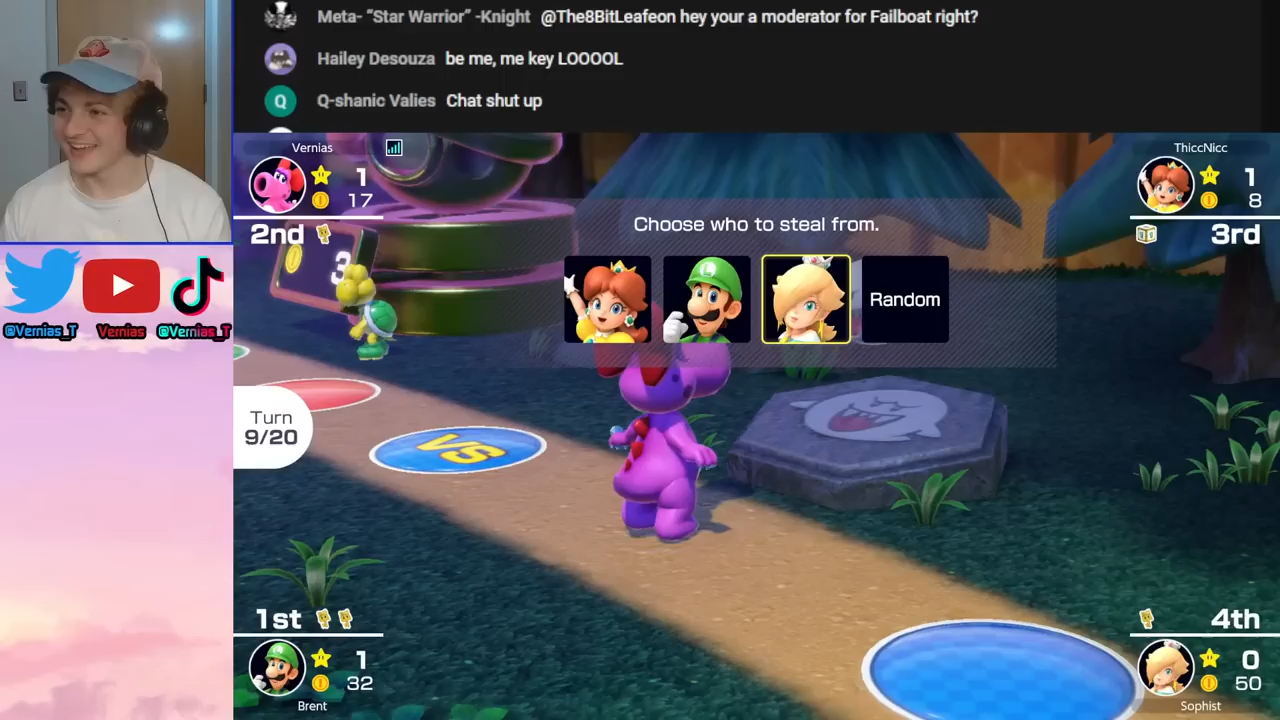 Meta- “Star Warrior” -Knight @The8BitLeafeon hey your a moderator for Failboat right?
Hailey Desouza be me, me key LOOOOL
Q Q-shanic Valies Chat shut up
Vernias
1
17
2nd
ThiccNicc
1
8
3rd
Choose who to steal from.
Random
3
L
@Vernias_T Vernias @Vernias_T
Turn
9/20
VS
1st
1
32
Brent
4th
0
50
Sophist